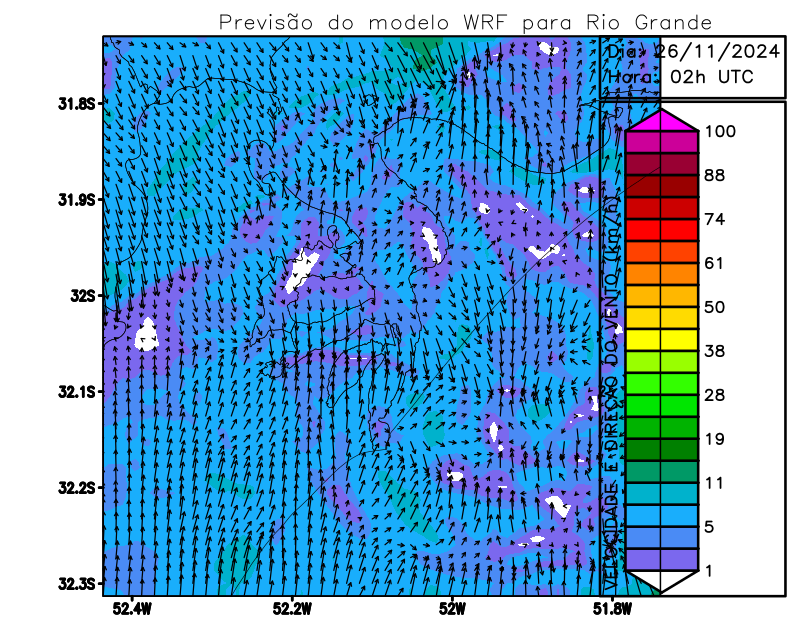 Previsão do modelo WRF para Rio Grande
Dia: 26/11/2024
Hora: 02h UTC
31.8S
31.9S
32S
32.1S
32.2S
32.3S
52.4W
52.2W
52W
51.8W
VELOCIDADE E DIREÇÃO DO VENTO (km/h)
100
88
74
61
50
38
28
19
11
5
1